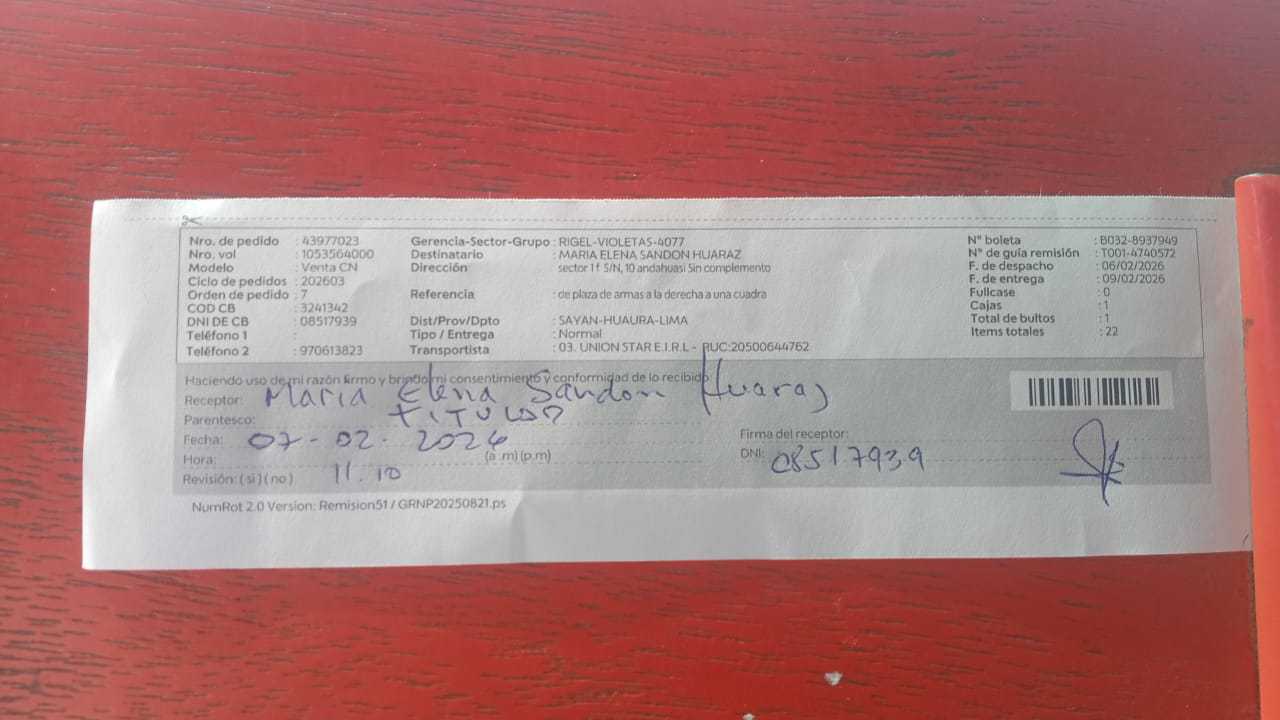 Nro. de pedido : 43977023
Nro. vol : 1053564000
Modelo : Venta CN
Ciclo de pedidos : 202603
Orden de pedido : 7
COD CB : 3241342
DNI DE CB : 08517939
Teléfono 1 :
Teléfono 2 : 970613823
Gerencia-Sector-Grupo : RIGEL-VIOLETAS-4077
Destinatario : MARIA ELENA SANDON HUARAZ
Dirección : sector 1 f S/N, 10 andahuasi Sin complemento
Referencia : de plaza de armas a la derecha a una cuadra
Dist/Prov/Dpto : SAYAN-HUAURA-LIMA
Tipo / Entrega : Normal
Transportista : 03. UNION STAR E.I.R.L - RUC:20500644762
N° boleta : B032-8937949
N° de guía remisión : T001-4740572
F. de despacho : 06/02/2026
F. de entrega : 09/02/2026
Fullcase : 0
Cajas : 1
Total de bultos : 1
Items totales : 22
Haciendo uso de mi razón firmo y brindo mi consentimiento y conformidad de lo recibido
Receptor: Maria Elena Sandon Huaraz
Parentesco: TITULAR
Fecha: 07-02-2026
Hora: 11.10 (a.m) (p.m)
Revisión: ( si ) ( no )
Firma del receptor:
DNI: 08517939
NumRot 2.0 Version: Remision51 / GRNP20250821.ps